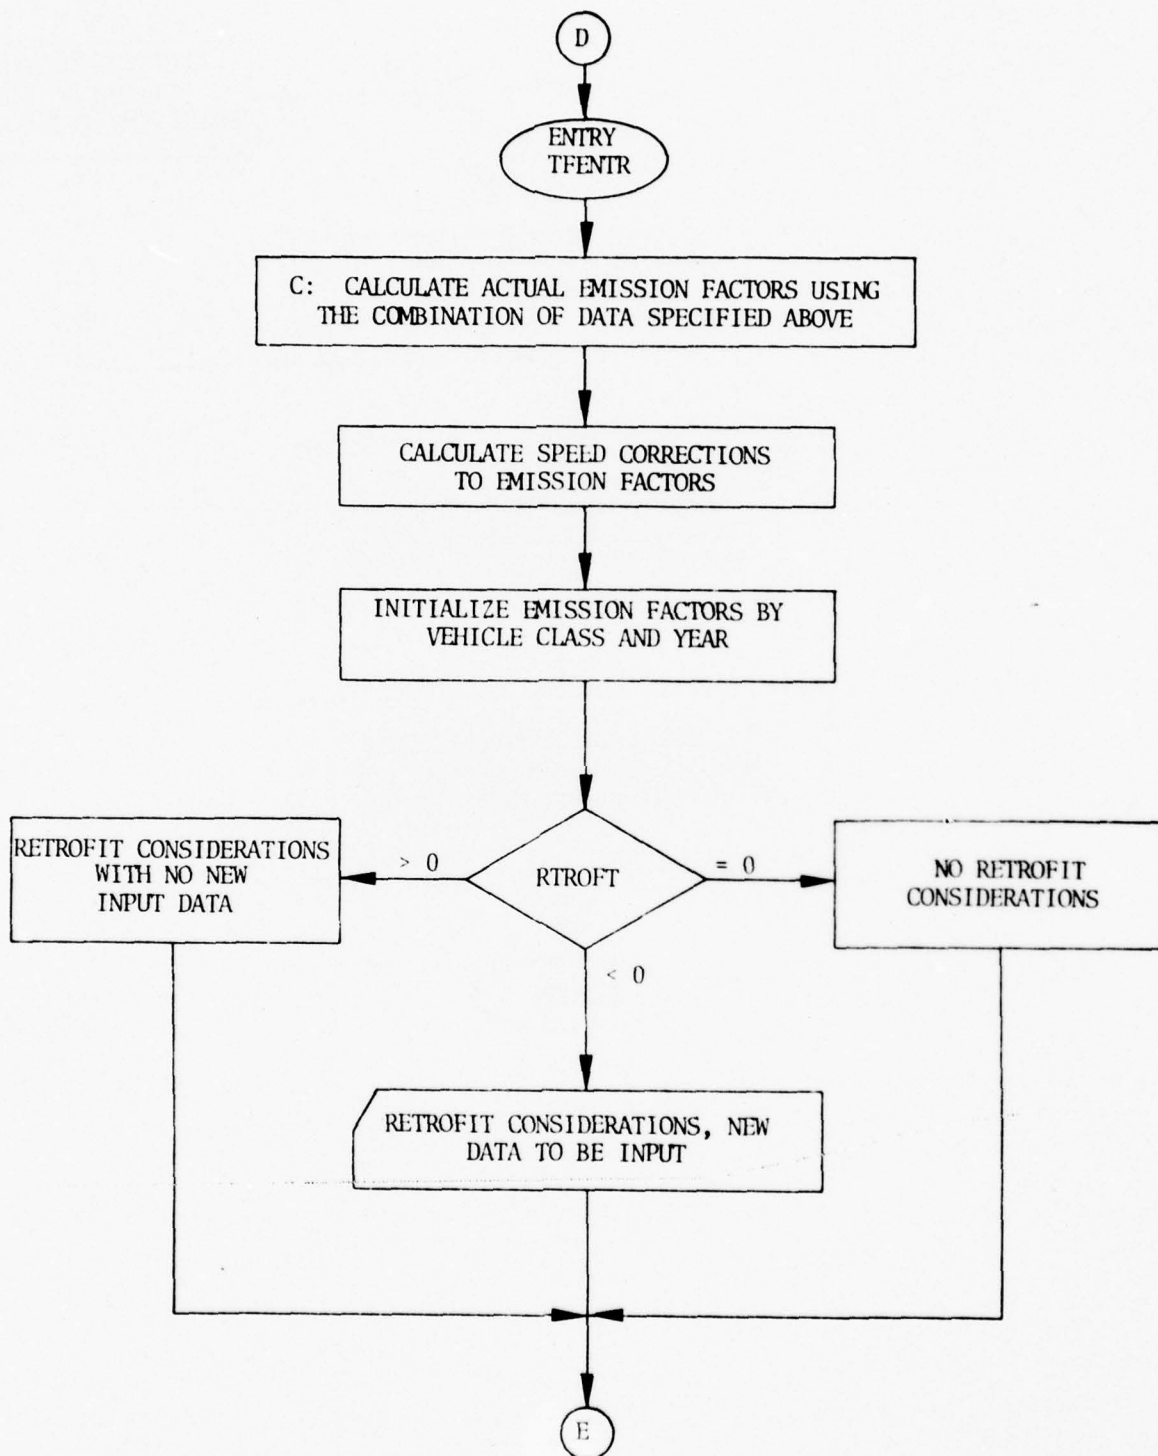 D
ENTRY
TFENTR
C: CALCULATE ACTUAL EMISSION FACTORS USING
THE COMBINATION OF DATA SPECIFIED ABOVE
CALCULATE SPEED CORRECTIONS
TO EMISSION FACTORS
INITIALIZE EMISSION FACTORS BY
VEHICLE CLASS AND YEAR
RETROFIT CONSIDERATIONS
WITH NO NEW
INPUT DATA
> 0
RTROFT
= 0
NO RETROFIT
CONSIDERATIONS
< 0
RETROFIT CONSIDERATIONS, NEW
DATA TO BE INPUT
E